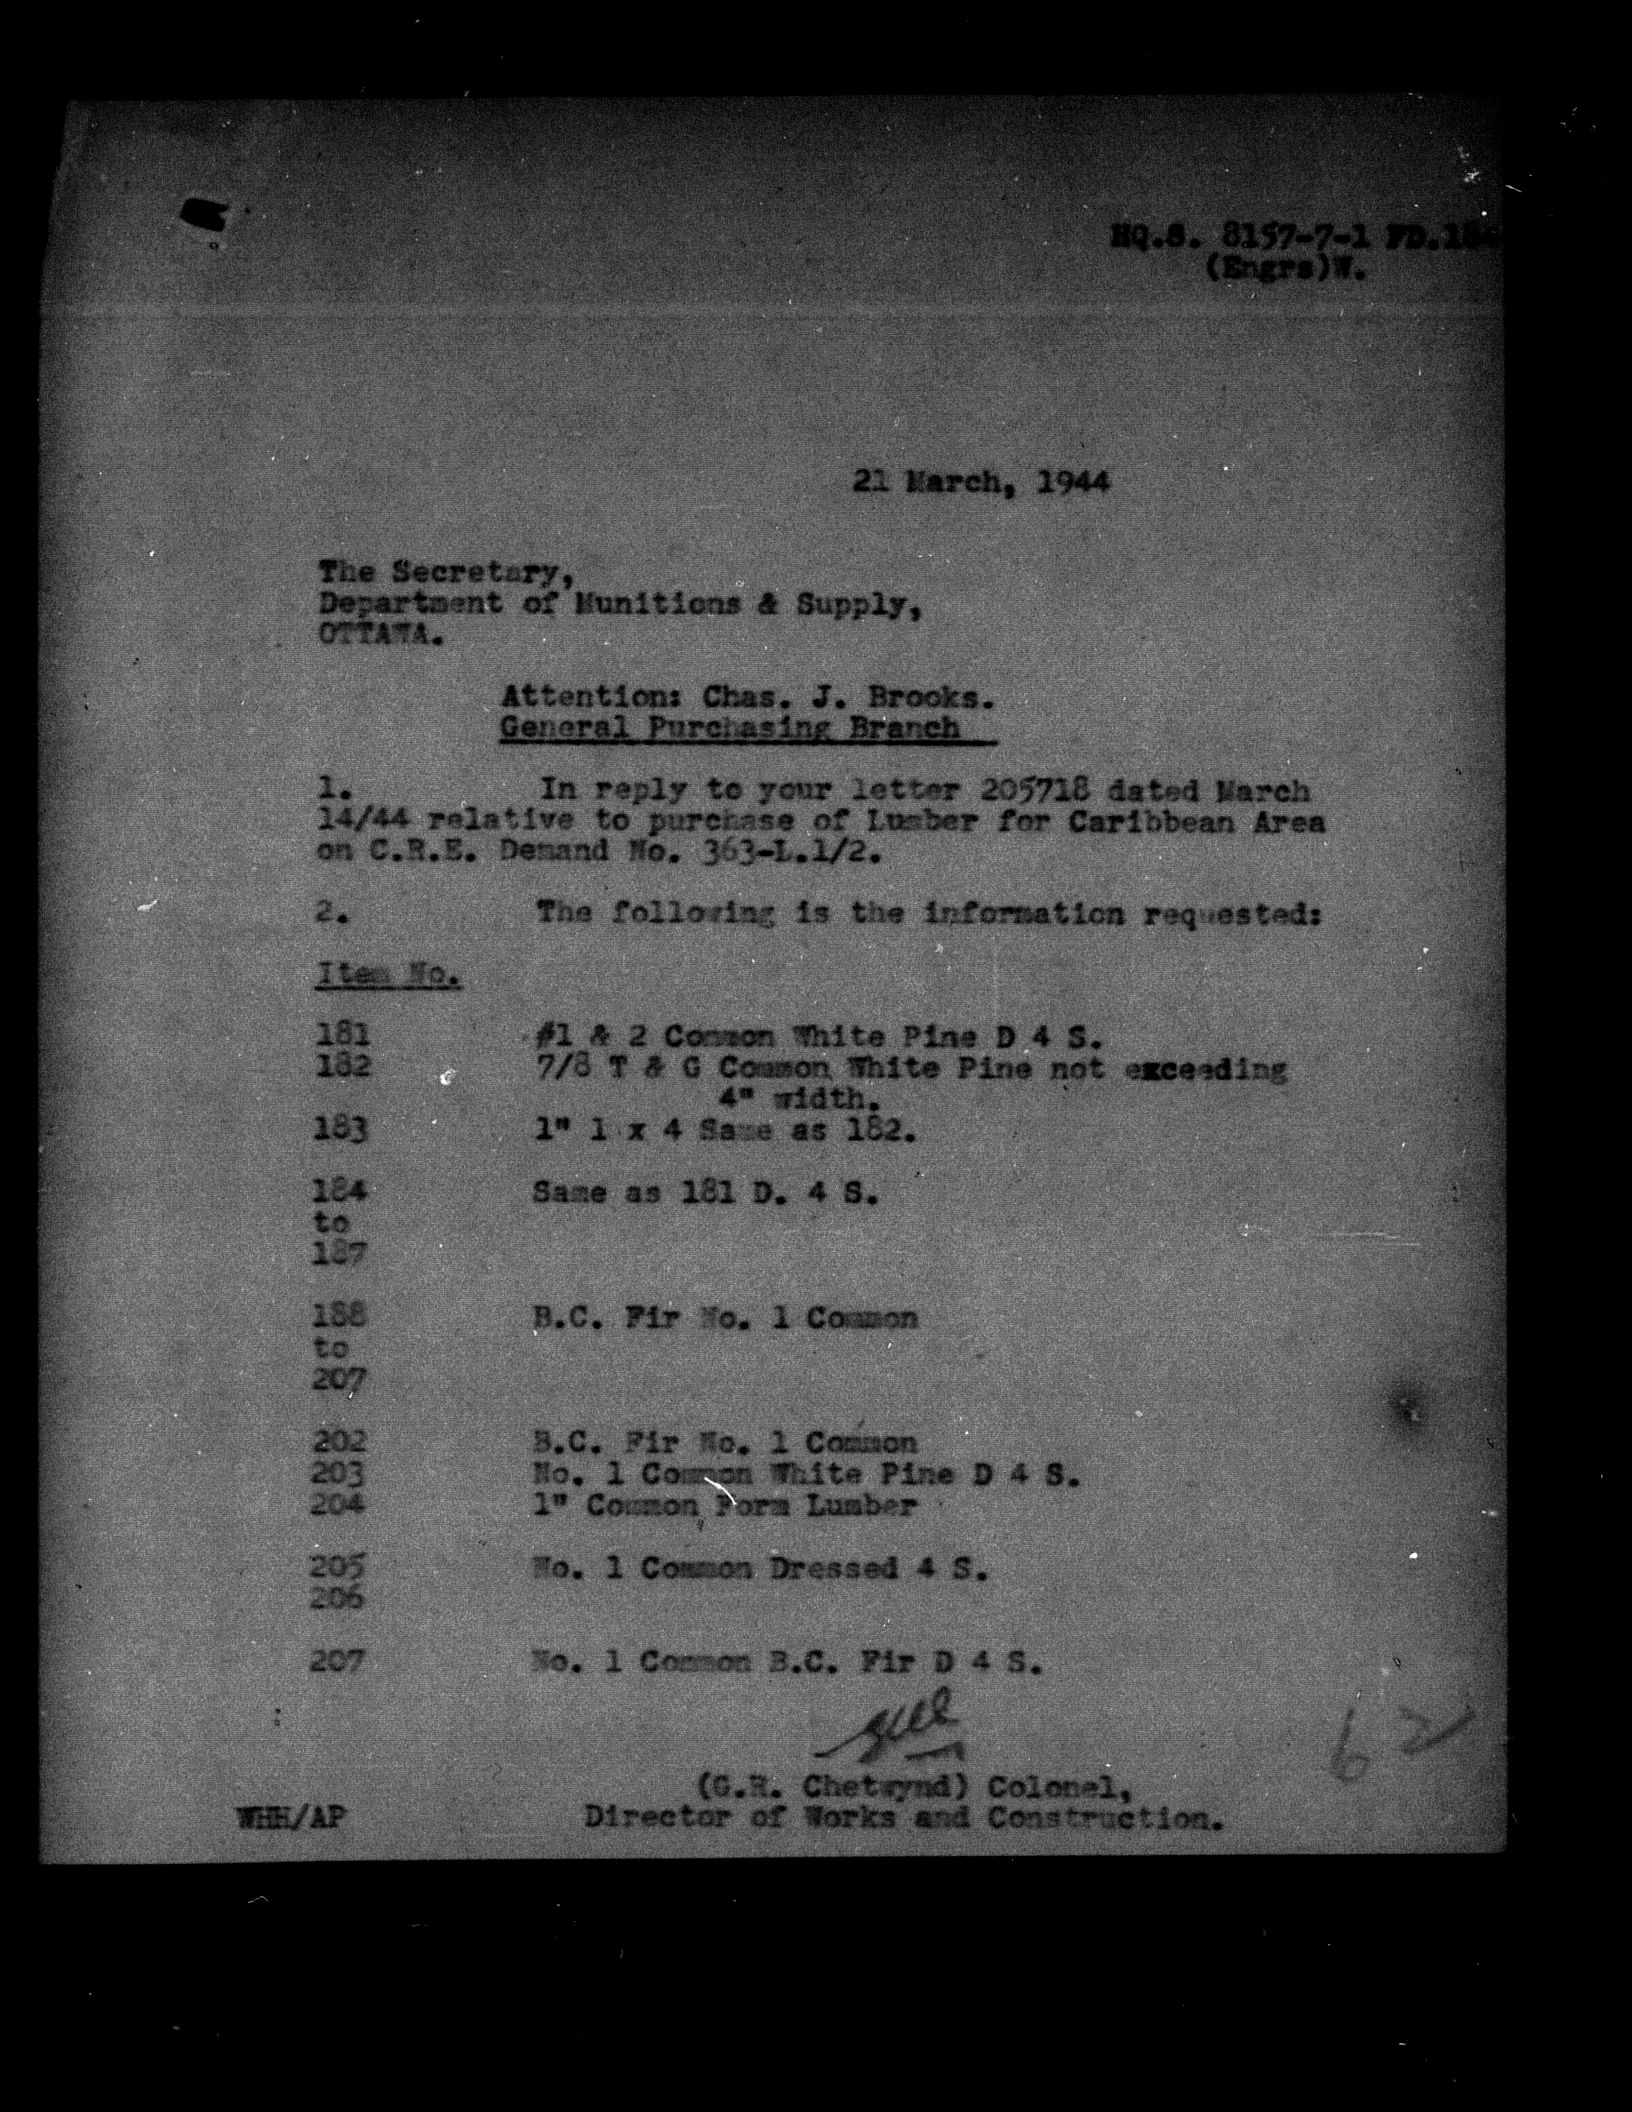 HQ.S. 8157-7-1 FD.
(Engrs)W.
21 March, 1944
The Secretary,
Department of Munitions & Supply,
OTTAWA.
Attention: Chas. J. Brooks.
General Purchasing Branch
1. In reply to your letter 205718 dated March
14/44 relative to purchase of Lumber for Caribbean Area
on C.R.E. Demand No. 363-L.1/2.
2. The following is the information requested:
Item No.
181 #1 & 2 Common White Pine D 4 S.
182 7/8 T & G Common White Pine not exceeding
4" width.
183 1" 1 x 4 Same as 182.
184 Same as 181 D. 4 S.
to
187
188 B.C. Fir No. 1 Common
to
207
202 B.C. Fir No. 1 Common
203 No. 1 Common White Pine D 4 S.
204 1" Common Form Lumber
205 No. 1 Common Dressed 4 S.
206
207 No. 1 Common B.C. Fir D 4 S.
62
(G.R. Chetwynd) Colonel,
WHH/AP Director of Works and Construction.